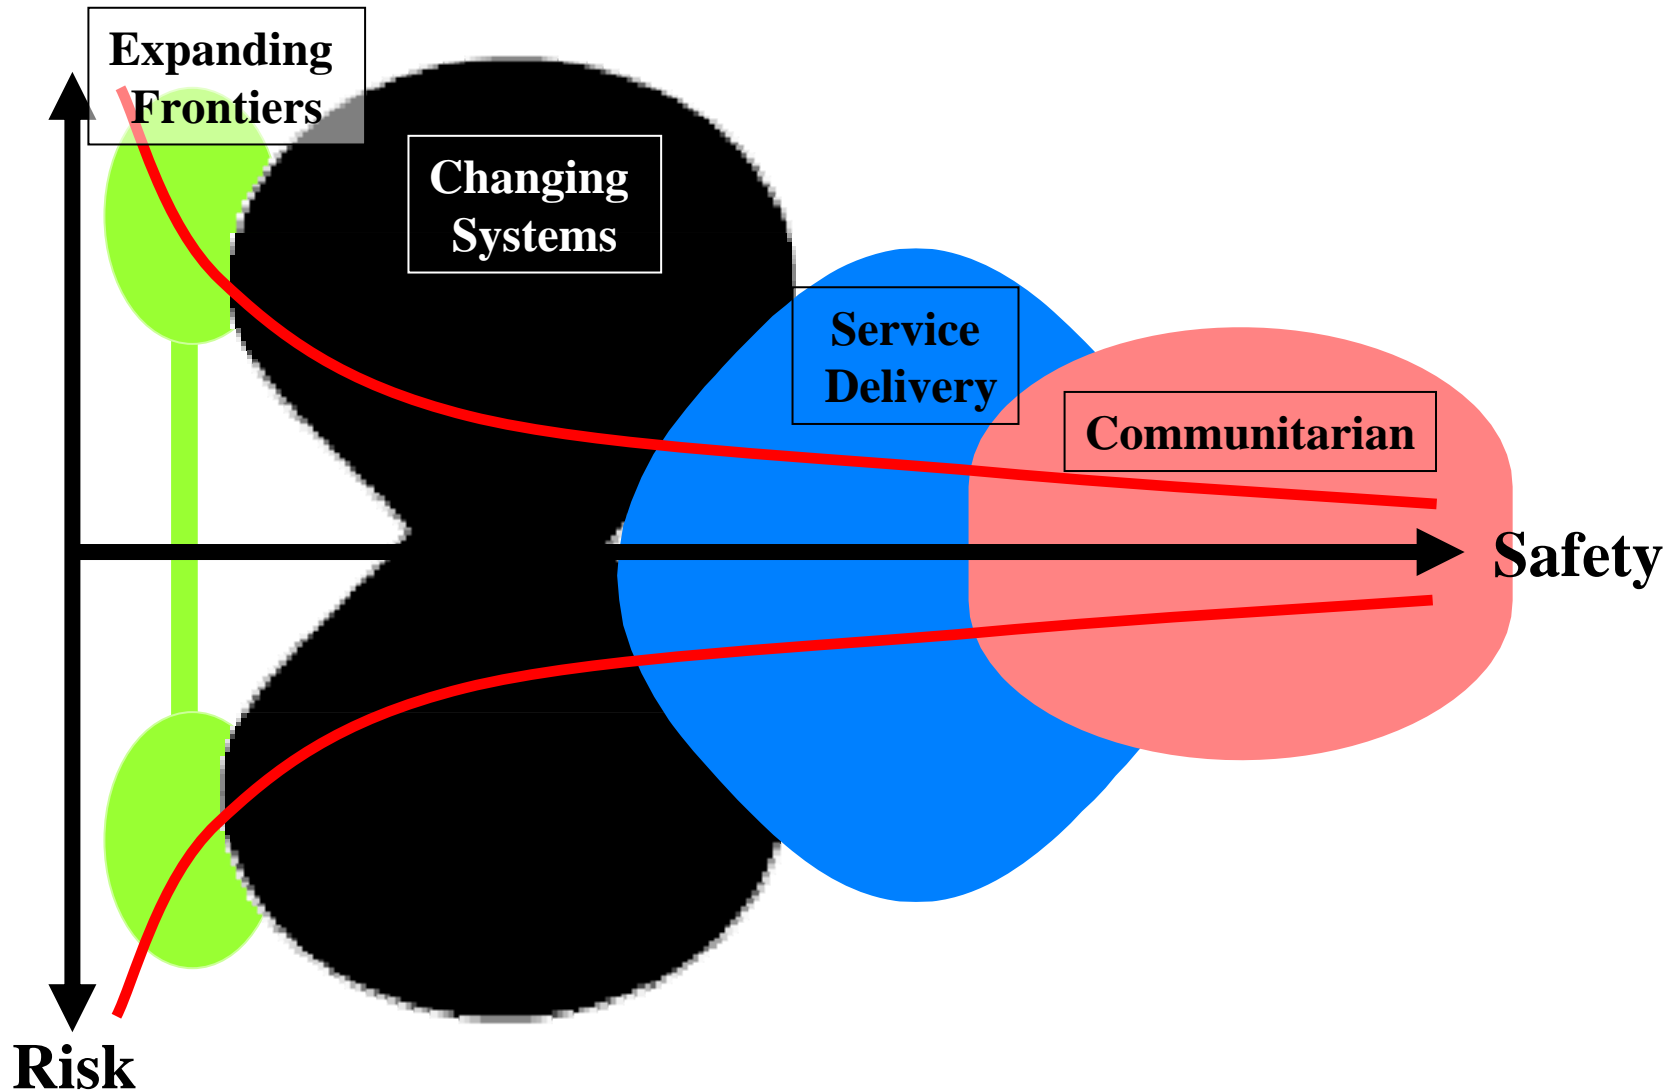 Expanding
Frontiers
Changing
Systems
Service
Delivery
Communitarian
Safety
Risk